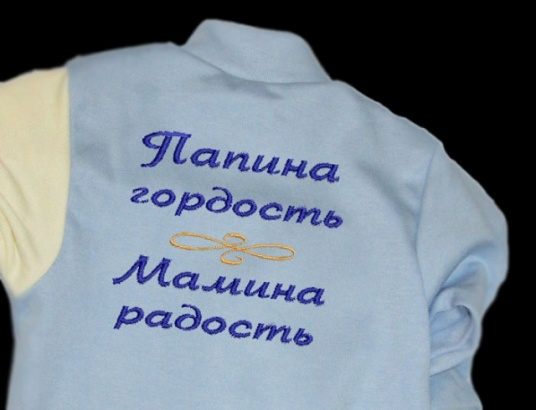 Папина
гордость
Мамина
радость